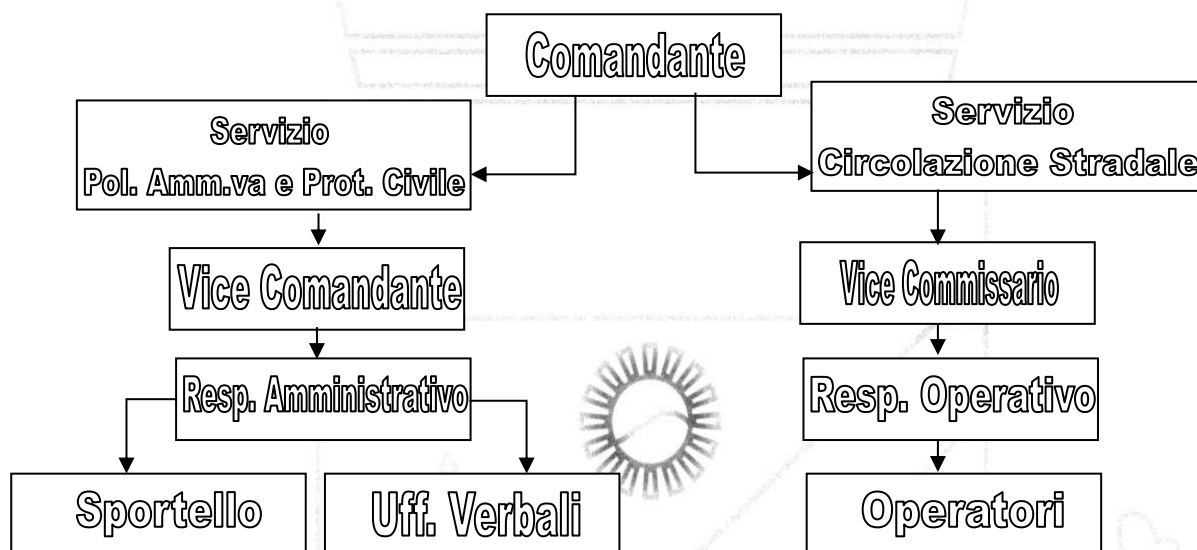 Comandante
Servizio
Pol. Amm.va e Prot. Civile
Servizio
Circolazione Stradale
Vice Comandante
Vice Commissario
Resp. Amministrativo
Resp. Operativo
Sportello
Uff. Verbali
Operatori